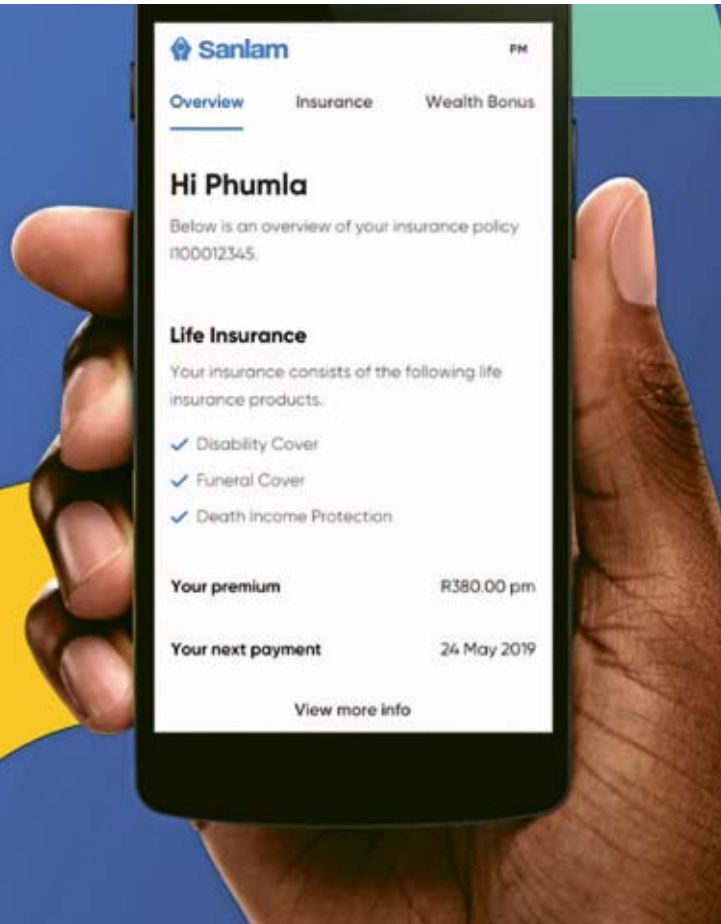 Sanlam PM
Overview Insurance Wealth Bonus
Hi Phumla
Below is an overview of your insurance policy
I100012345.
Life Insurance
Your insurance consists of the following life
insurance products.
Disability Cover
Funeral Cover
Death Income Protection
Your premium R380.00 pm
Your next payment 24 May 2019
View more info